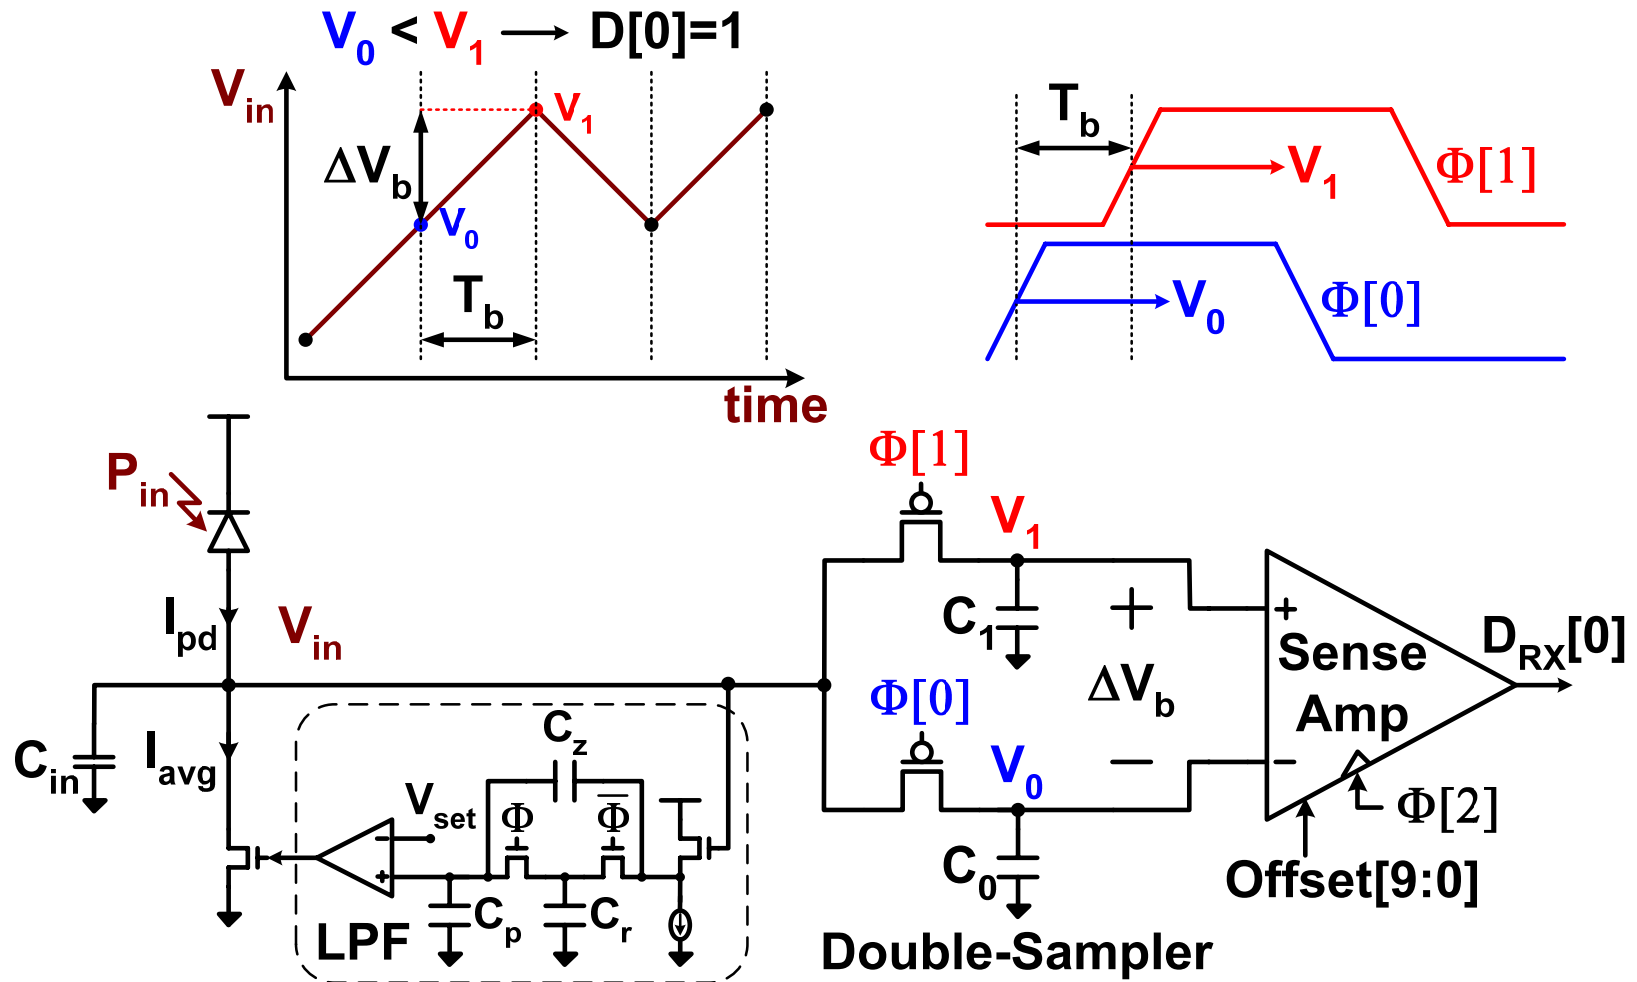 V0 < V1 → D[0]=1
Vin
V1
ΔVb
V0
Tb
time
Tb
V1
Φ[1]
V0
Φ[0]
Pin
Ipd
Vin
Cin
Iavg
Vset
Cz
Φ
Φ̅
-
+
Cp
Cr
LPF
Φ[1]
V1
C1
+
ΔVb
−
Φ[0]
V0
C0
+
Sense
Amp
-
DRX[0]
Φ[2]
Offset[9:0]
Double-Sampler